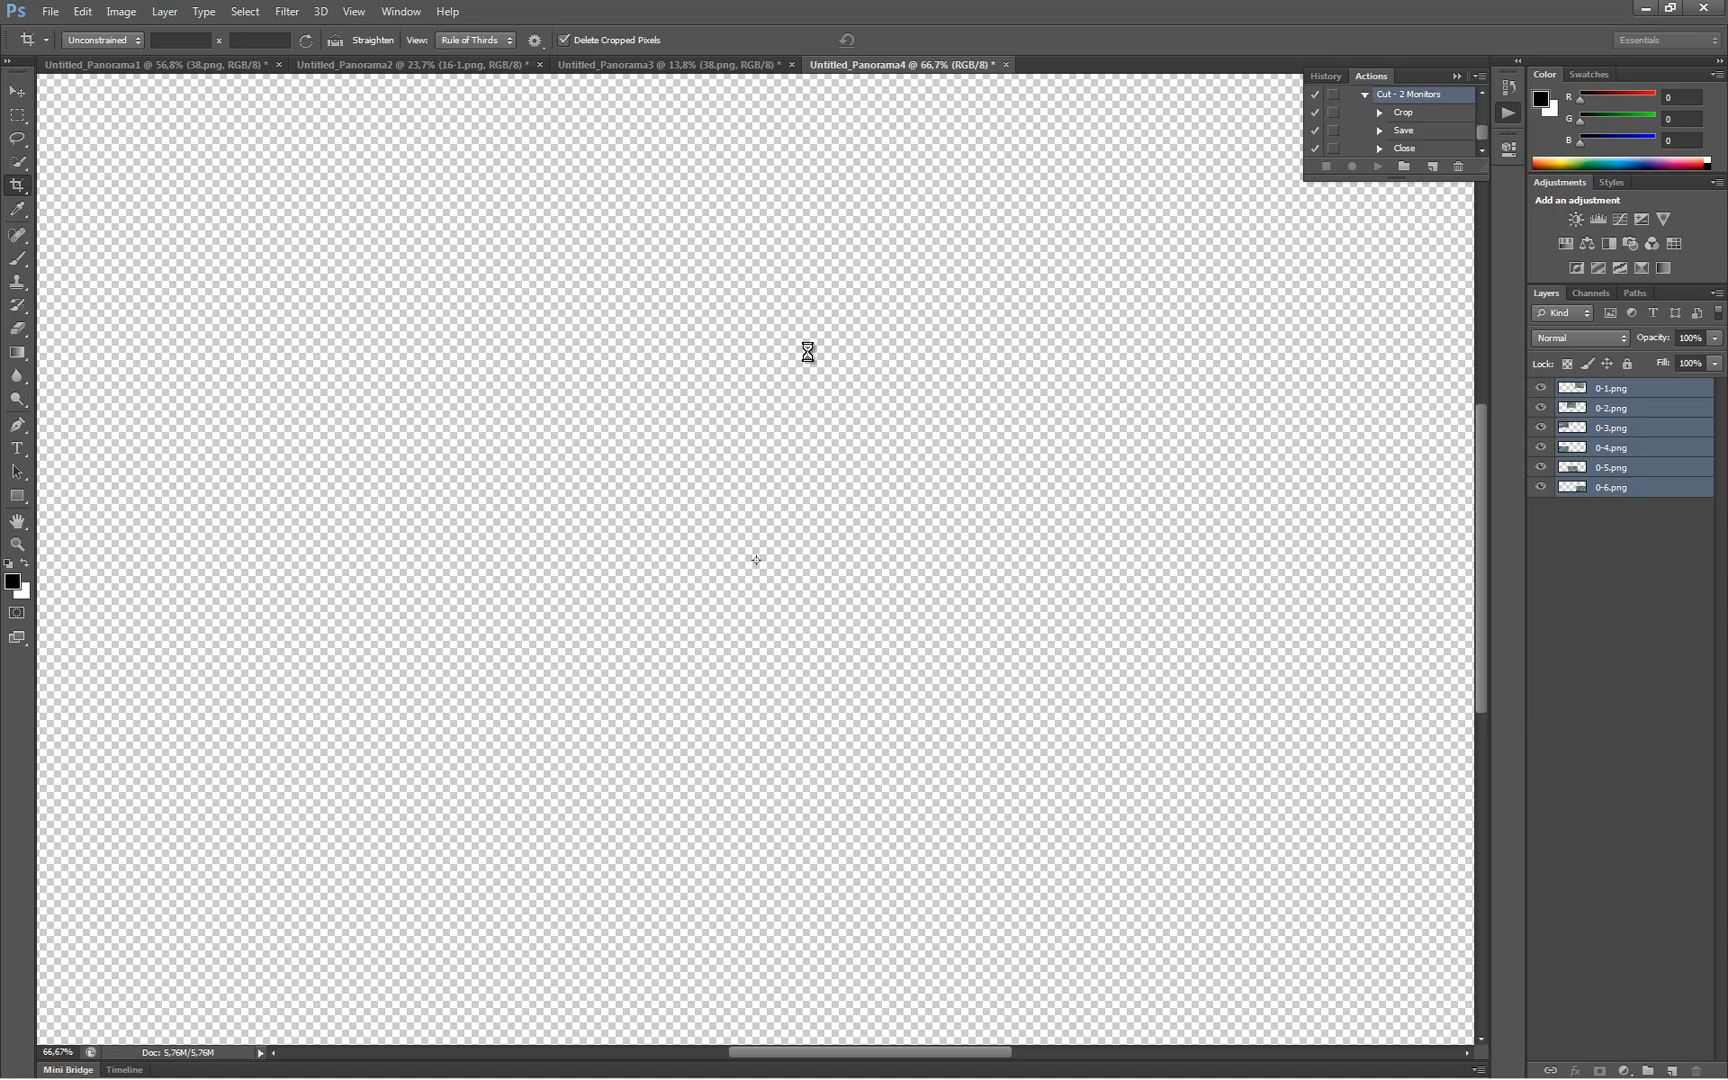 Ps File Edit Image Layer Type Select Filter 3D View Window Help
Unconstrained x Straighten View: Rule of Thirds Delete Cropped Pixels Essentials
Untitled_Panorama1 @ 56,8% (38.png, RGB/8) * × Untitled_Panorama2 @ 23,7% (16-1.png, RGB/8) * × Untitled_Panorama3 @ 13,8% (38.png, RGB/8) * × Untitled_Panorama4 @ 66,7% (RGB/8) * ×
History Actions
Cut - 2 Monitors
Crop
Save
Close
Color Swatches
R 0
G 0
B 0
Adjustments Styles
Add an adjustment
Layers Channels Paths
Kind
Normal Opacity: 100%
Lock: Fill: 100%
0-1.png
0-2.png
0-3.png
0-4.png
0-5.png
0-6.png
66,67% Doc: 5,76M/5,76M
Mini Bridge Timeline